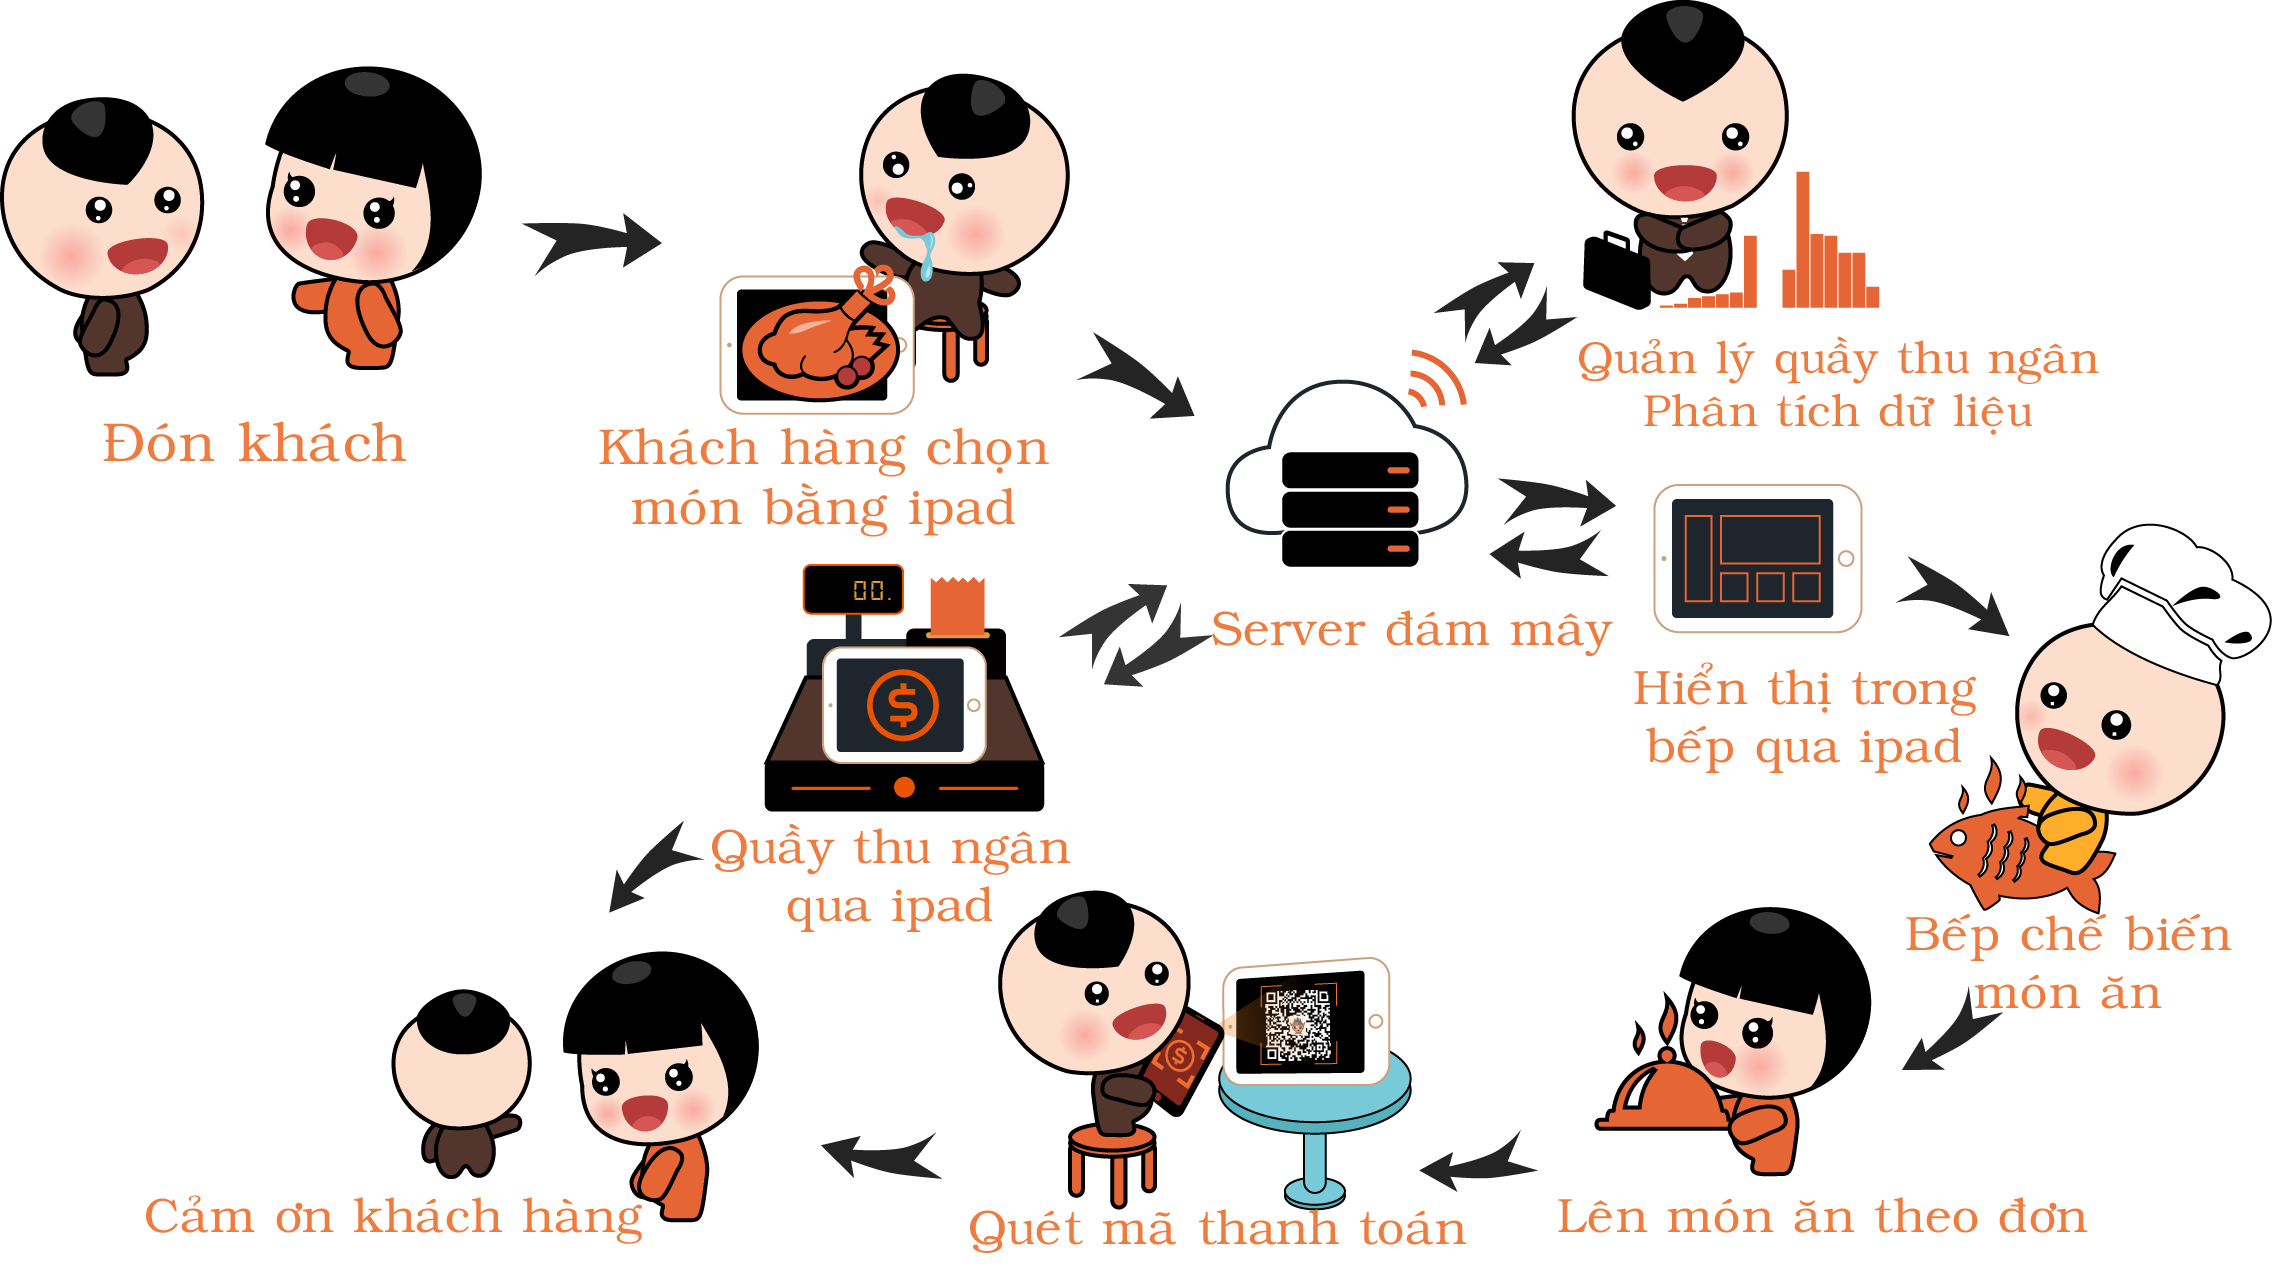 Đón khách
Khách hàng chọn
món bằng ipad
Quản lý quầy thu ngân
Phân tích dữ liệu
Server đám mây
Hiển thị trong
bếp qua ipad
Bếp chế biến
món ăn
00.
$
Quầy thu ngân
qua ipad
Lên món ăn theo đơn
$
Quét mã thanh toán
Cảm ơn khách hàng